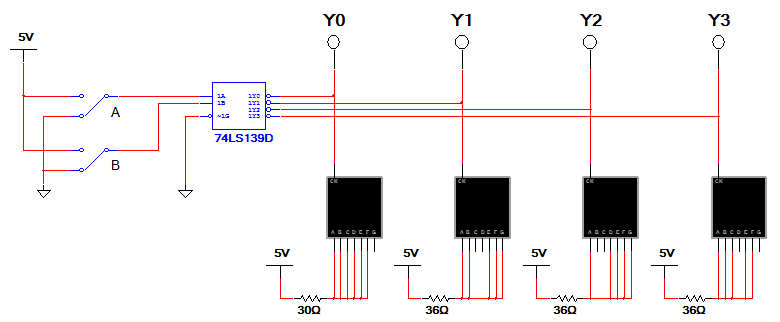 Y0 Y1 Y2 Y3
5V
A
B
1A 1Y0
1B 1Y1
1Y2
~1G 1Y3
74LS139D
CK CK CK CK
A B C D E F G A B C D E F G A B C D E F G A B C D E F G
5V 5V 5V 5V
30Ω 36Ω 36Ω 36Ω